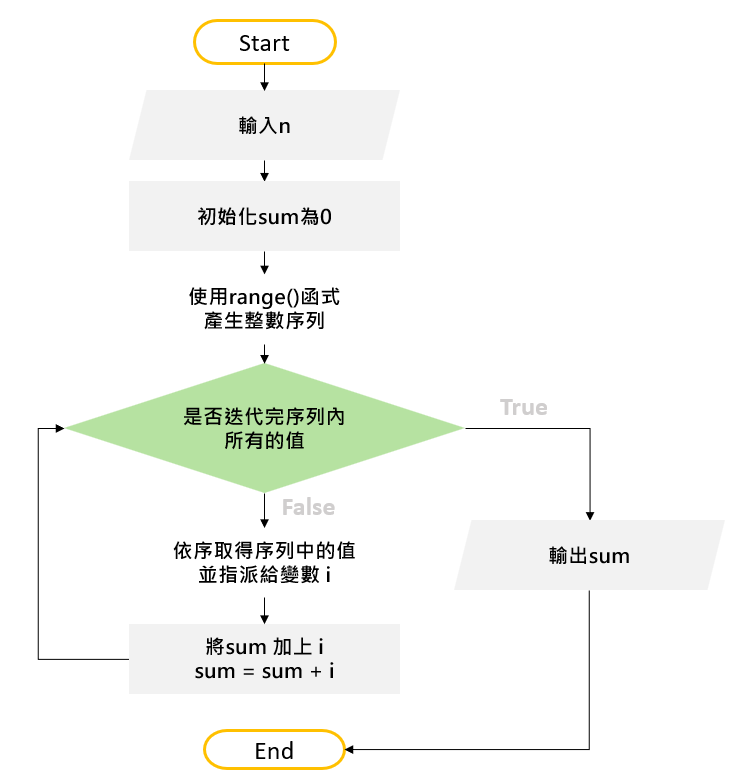 Start
輸入n
初始化sum為0
使用range()函式
產生整數序列
是否迭代完序列內
所有的值
True
False
依序取得序列中的值
並指派給變數 i
輸出sum
將sum 加上 i
sum = sum + i
End